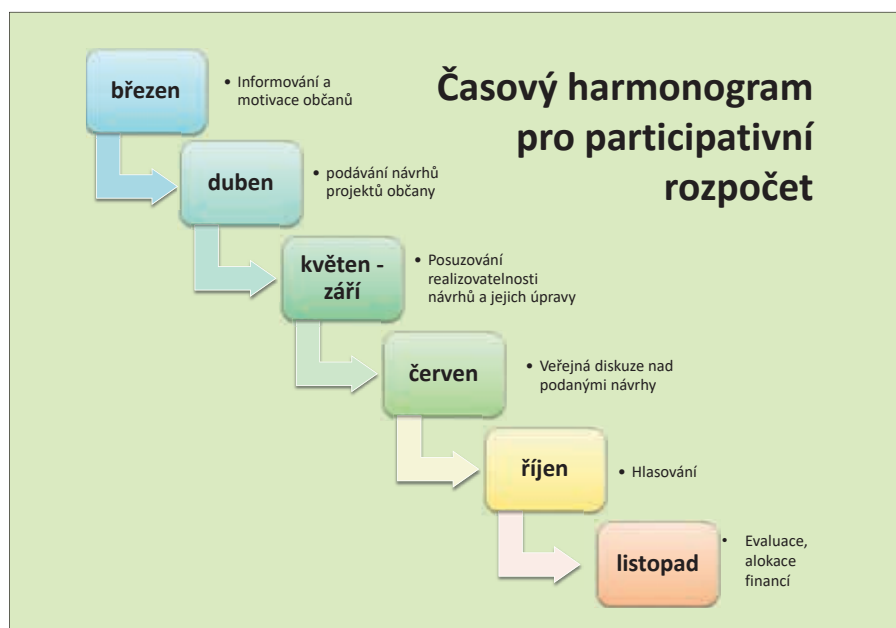 Časový harmonogram
pro participativní
rozpočet
březen
• Informování a
motivace občanů
duben
• podávání návrhů
projektů občany
květen -
září
• Posuzování
realizovatelnosti
návrhů a jejich úpravy
červen
• Veřejná diskuze nad
podanými návrhy
říjen
• Hlasování
listopad
• Evaluace,
alokace
financí